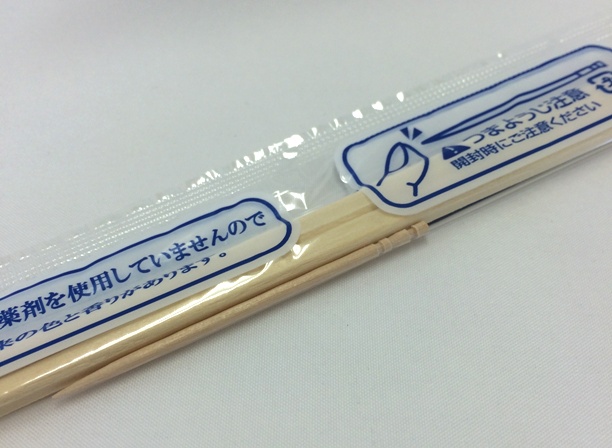 薬剤を使用していませんので
の色と香りがあります。
つまようじ注意
開封時にご注意ください